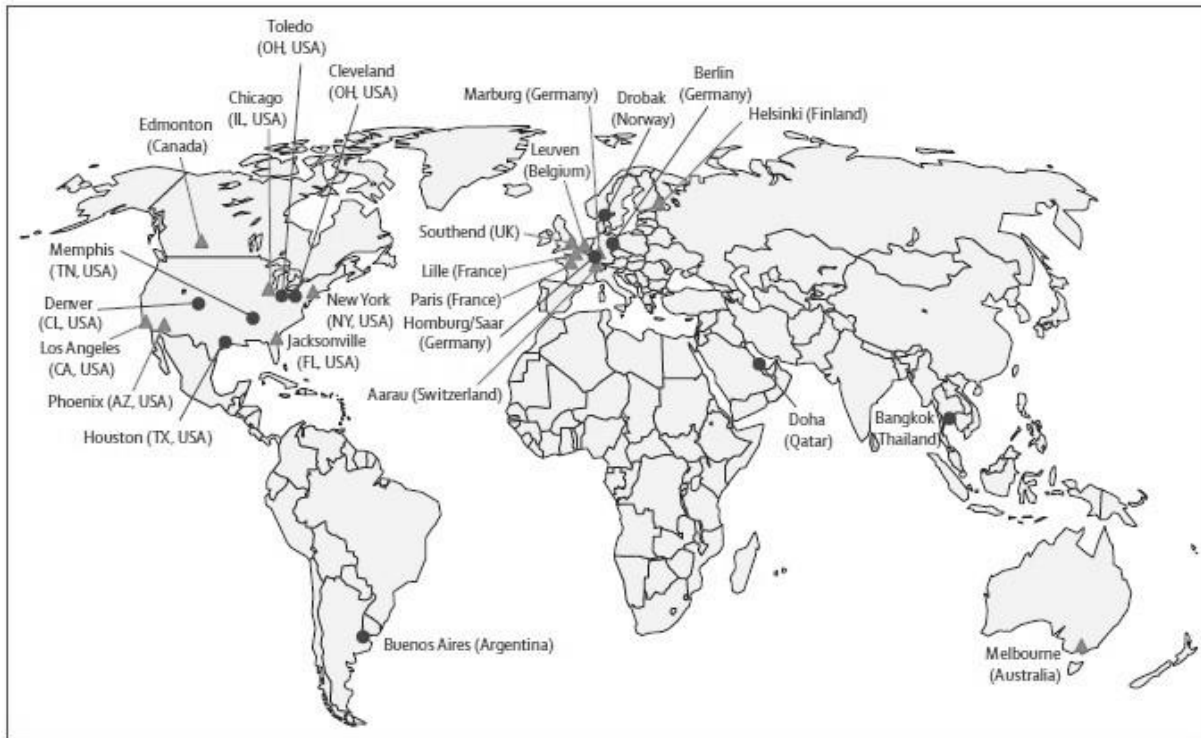 Toledo
(OH, USA)
Cleveland
(OH, USA)
Chicago
(IL, USA)
Edmonton
(Canada)
Memphis
(TN, USA)
Denver
(CL, USA)
Los Angeles
(CA, USA)
Phoenix (AZ, USA)
Houston (TX, USA)
New York
(NY, USA)
Jacksonville
(FL, USA)
Buenos Aires (Argentina)
Marburg (Germany)
Drobak
(Norway)
Berlin
(Germany)
Helsinki (Finland)
Leuven
(Belgium)
Southend (UK)
Lille (France)
Paris (France)
Homburg/Saar
(Germany)
Aarau (Switzerland)
Doha
(Qatar)
Bangkok
(Thailand)
Melbourne
(Australia)